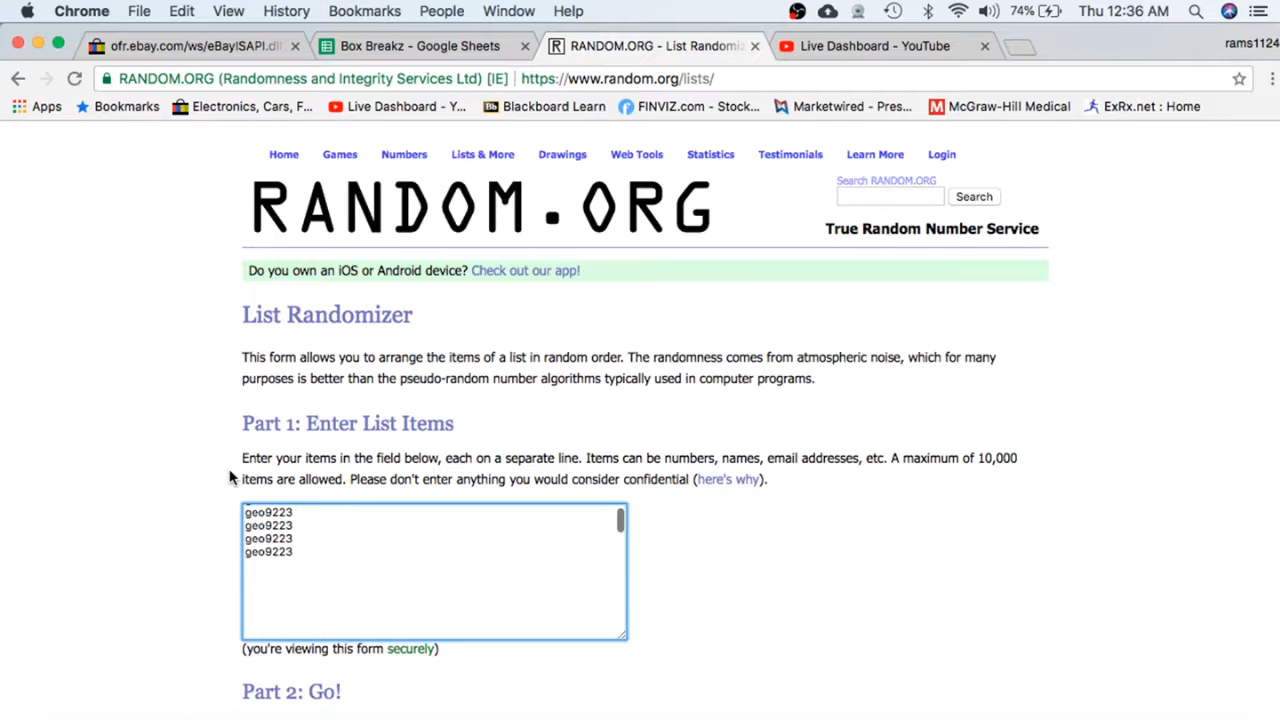 Chrome File Edit View History Bookmarks People Window Help 74% Thu 12:36 AM
ofr.ebay.com/ws/eBayISAPI.dll Box Breakz - Google Sheets RANDOM.ORG - List Randomiz Live Dashboard - YouTube rams1124
RANDOM.ORG (Randomness and Integrity Services Ltd) [IE] https://www.random.org/lists/
Apps Bookmarks Electronics, Cars, F... Live Dashboard - Y... Bb Blackboard Learn FINVIZ.com - Stock... Marketwired - Pres... McGraw-Hill Medical ExRx.net : Home
Home Games Numbers Lists & More Drawings Web Tools Statistics Testimonials Learn More Login
Search RANDOM.ORG
Search
RANDOM.ORG
True Random Number Service
Do you own an iOS or Android device? Check out our app!
List Randomizer
This form allows you to arrange the items of a list in random order. The randomness comes from atmospheric noise, which for many
purposes is better than the pseudo-random number algorithms typically used in computer programs.
Part 1: Enter List Items
Enter your items in the field below, each on a separate line. Items can be numbers, names, email addresses, etc. A maximum of 10,000
items are allowed. Please don't enter anything you would consider confidential (here's why).
geo9223
geo9223
geo9223
geo9223
(you're viewing this form securely)
Part 2: Go!